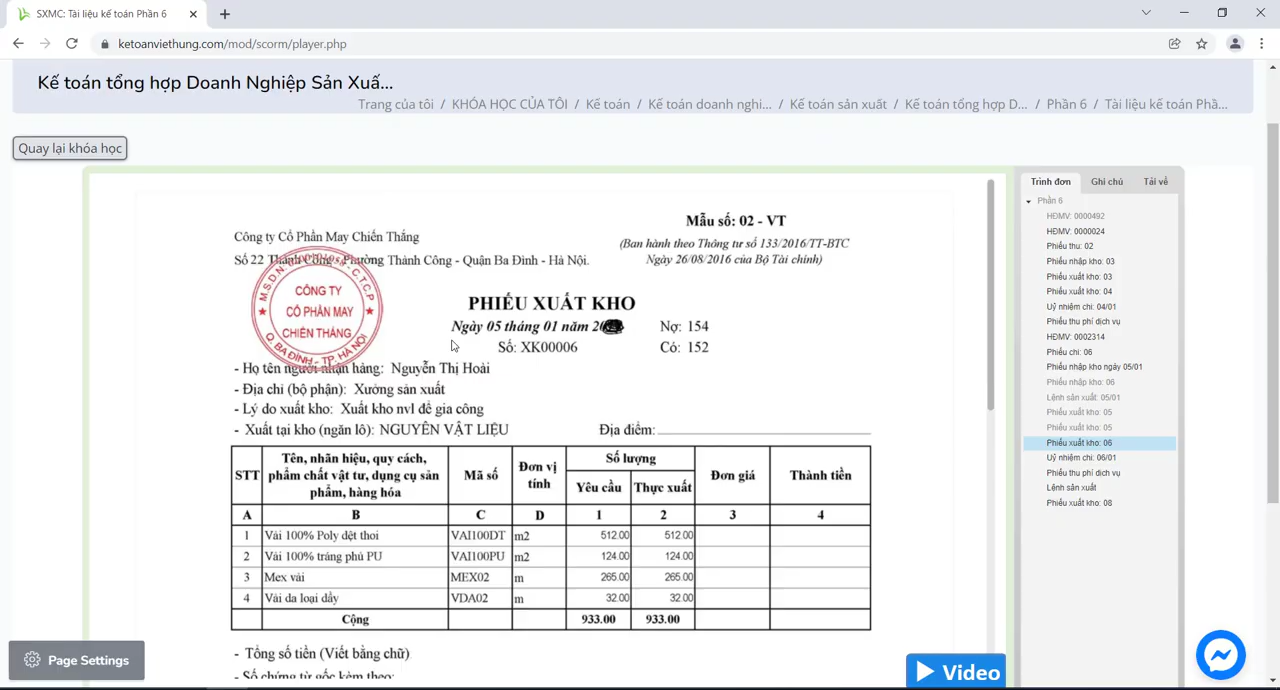 SXMC: Tài liệu kế toán Phần 6
ketoanviethung.com/mod/scorm/player.php
Kế toán tổng hợp Doanh Nghiệp Sản Xuấ...
Trang của tôi / KHÓA HỌC CỦA TÔI / Kế toán / Kế toán doanh nghi... / Kế toán sản xuất / Kế toán tổng hợp D... / Phần 6 / Tài liệu kế toán Phầ...
Quay lại khóa học
Công ty Cổ Phần May Chiến Thắng
Số 22 Thành Công - Phường Thành Công - Quận Ba Đình - Hà Nội.
Mẫu số: 02 - VT
(Ban hành theo Thông tư số 133/2016/TT-BTC
Ngày 26/08/2016 của Bộ Tài chính)
M.S.D.N: C.T.C.P
CÔNG TY
CỔ PHẦN MAY
CHIẾN THẮNG
Q. BA ĐÌNH - TP. HÀ NỘI
PHIẾU XUẤT KHO
Ngày 05 tháng 01 năm 2
Nợ: 154
Số: XK00006
Có: 152
- Họ tên người nhận hàng: Nguyễn Thị Hoài
- Địa chỉ (bộ phận): Xưởng sản xuất
- Lý do xuất kho: Xuất kho nvl để gia công
- Xuất tại kho (ngăn lô): NGUYÊN VẬT LIỆU Địa điểm:
STT Tên, nhãn hiệu, quy cách, phẩm chất vật tư, dụng cụ sản phẩm, hàng hóa Mã số Đơn vị tính Số lượng Đơn giá Thành tiền
Yêu cầu Thực xuất
A B C D 1 2 3 4
1 Vải 100% Poly dệt thoi VAI100DT m2 512.00 512.00
2 Vải 100% tráng phủ PU VAI100PU m2 124.00 124.00
3 Mex vải MEX02 m 265.00 265.00
4 Vải da loại dầy VDA02 m 32.00 32.00
Cộng 933.00 933.00
- Tổng số tiền (Viết bằng chữ)
- Số chứng từ gốc kèm theo:
Trình đơn Ghi chú Tải về
Phần 6
HĐMV: 0000492
HĐMV: 0000024
Phiếu thu: 02
Phiếu nhập kho: 03
Phiếu xuất kho: 03
Phiếu xuất kho: 04
Uỷ nhiệm chi: 04/01
Phiếu thu phí dịch vụ
HĐMV: 0002314
Phiếu chi: 06
Phiếu nhập kho ngày 05/01
Phiếu nhập kho: 06
Lệnh sản xuất: 05/01
Phiếu xuất kho: 05
Phiếu xuất kho: 05
Phiếu xuất kho: 06
Uỷ nhiệm chi: 06/01
Phiếu thu phí dịch vụ
Lệnh sản xuất
Phiếu xuất kho: 08
Page Settings
Video